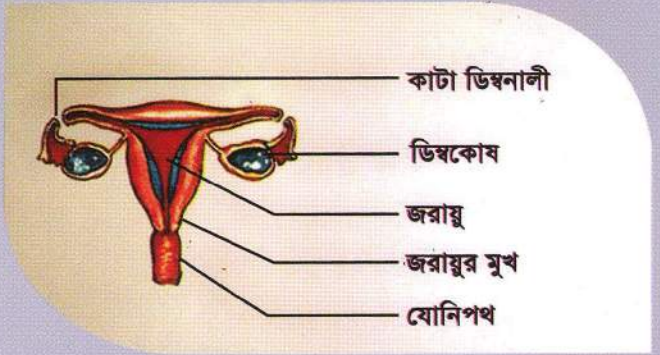 কাটা ডিম্বনালী
ডিম্বকোষ
জরায়ু
জরায়ুর মুখ
যোনিপথ